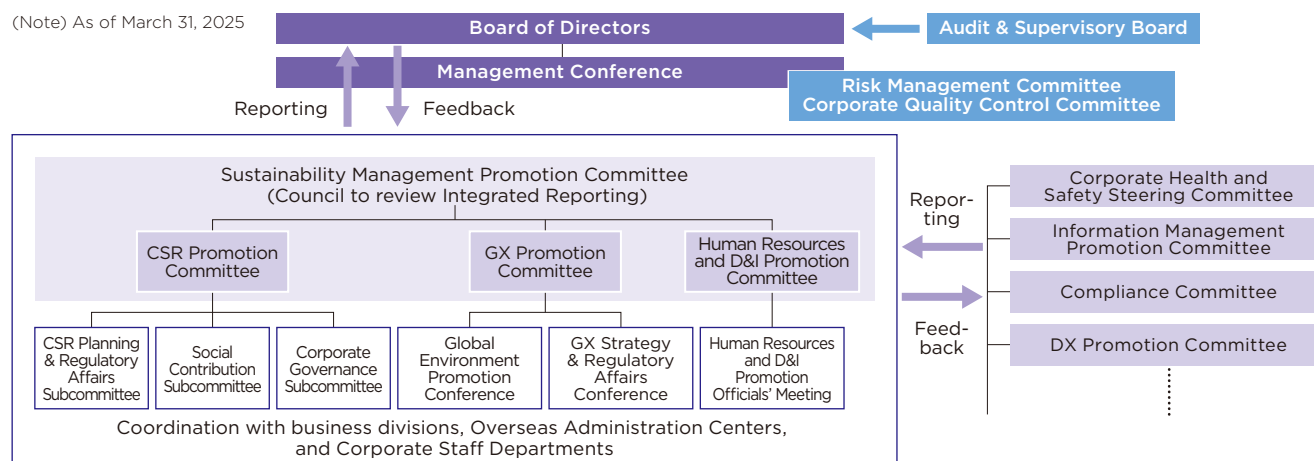 (Note) As of March 31, 2025
Board of Directors
Audit & Supervisory Board
Management Conference
Risk Management Committee
Corporate Quality Control Committee
Reporting
Feedback
Sustainability Management Promotion Committee
(Council to review Integrated Reporting)
CSR Promotion
Committee
GX Promotion
Committee
Human Resources
and D&I Promotion
Committee
CSR Planning
& Regulatory
Affairs
Subcommittee
Social
Contribution
Subcommittee
Corporate
Governance
Subcommittee
Global
Environment
Promotion
Conference
GX Strategy
& Regulatory
Affairs
Conference
Human Resources
and D&I
Promotion
Officials' Meeting
Coordination with business divisions, Overseas Administration Centers,
and Corporate Staff Departments
Repor-
ting
Feed-
back
Corporate Health and
Safety Steering Committee
Information Management
Promotion Committee
Compliance Committee
DX Promotion Committee